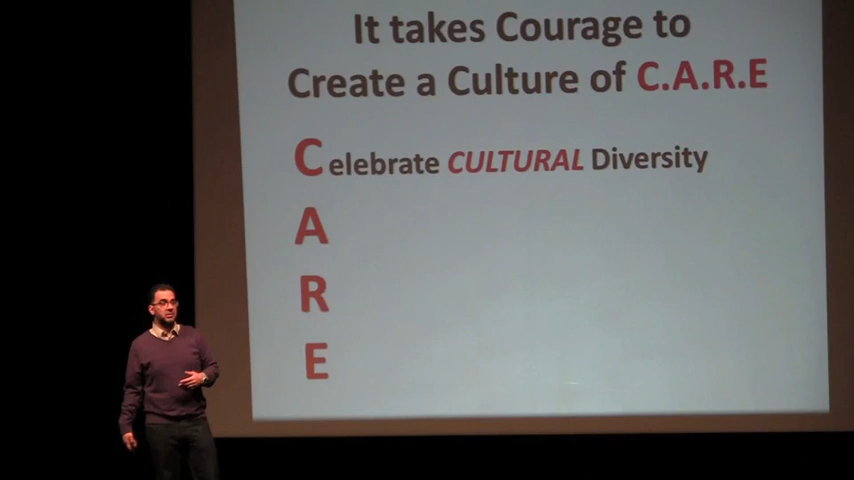 It takes Courage to
Create a Culture of C.A.R.E
Celebrate CULTURAL Diversity
A
R
E